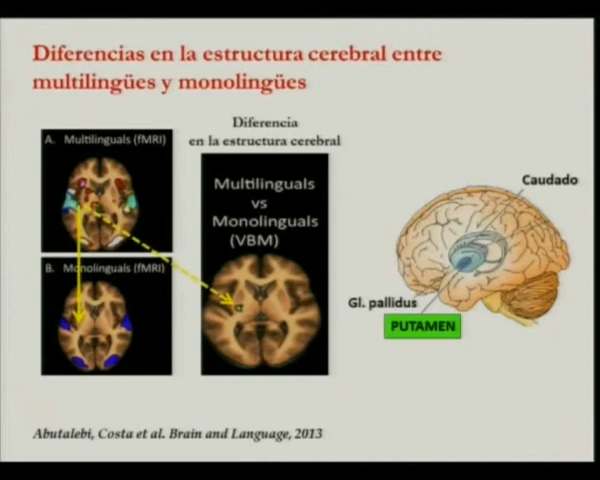 Diferencias en la estructura cerebral entre
multilingües y monolingües
Diferencia
en la estructura cerebral
A. Multilinguals (fMRI)
Multilinguals
vs
Monolinguals
(VBM)
B. Monolinguals (fMRI)
Caudado
Gl. pallidus
PUTAMEN
Abutalebi, Costa et al. Brain and Language, 2013